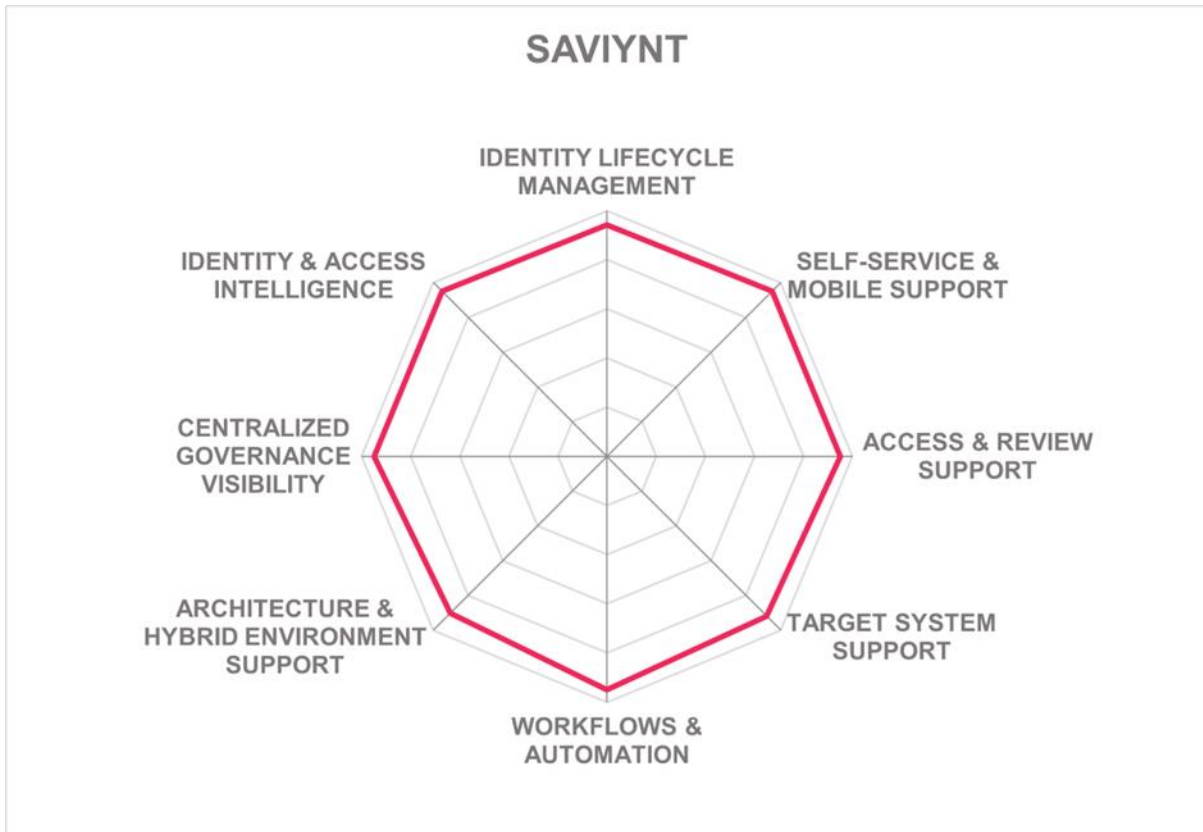 SAVIYNT
IDENTITY LIFECYCLE
MANAGEMENT
SELF-SERVICE &
MOBILE SUPPORT
ACCESS & REVIEW
SUPPORT
TARGET SYSTEM
SUPPORT
WORKFLOWS &
AUTOMATION
ARCHITECTURE &
HYBRID ENVIRONMENT
SUPPORT
CENTRALIZED
GOVERNANCE
VISIBILITY
IDENTITY & ACCESS
INTELLIGENCE